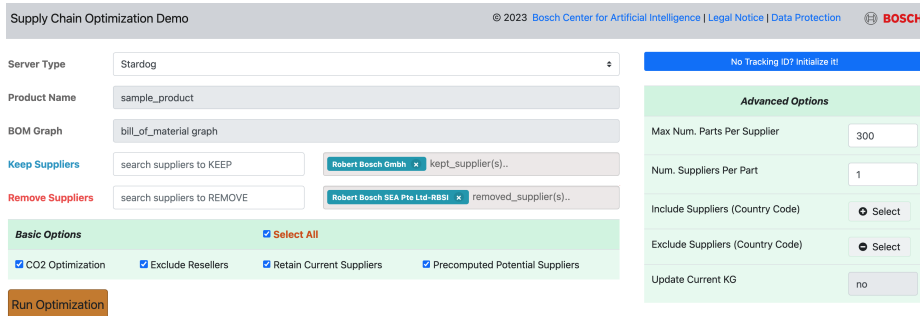 Supply Chain Optimization Demo
© 2023 Bosch Center for Artificial Intelligence | Legal Notice | Data Protection
BOSCH
Server Type
Stardog
No Tracking ID? Initialize it!
Product Name
sample_product
BOM Graph
bill_of_material graph
Keep Suppliers
search suppliers to KEEP
Robert Bosch Gmbh × kept_supplier(s)..
Remove Suppliers
search suppliers to REMOVE
Robert Bosch SEA Pte Ltd-RBSI × removed_supplier(s)..
Basic Options
Select All
CO2 Optimization
Exclude Resellers
Retain Current Suppliers
Precomputed Potential Suppliers
Run Optimization
Advanced Options
Max Num. Parts Per Supplier
300
Num. Suppliers Per Part
1
Include Suppliers (Country Code)
Select
Exclude Suppliers (Country Code)
Select
Update Current KG
no